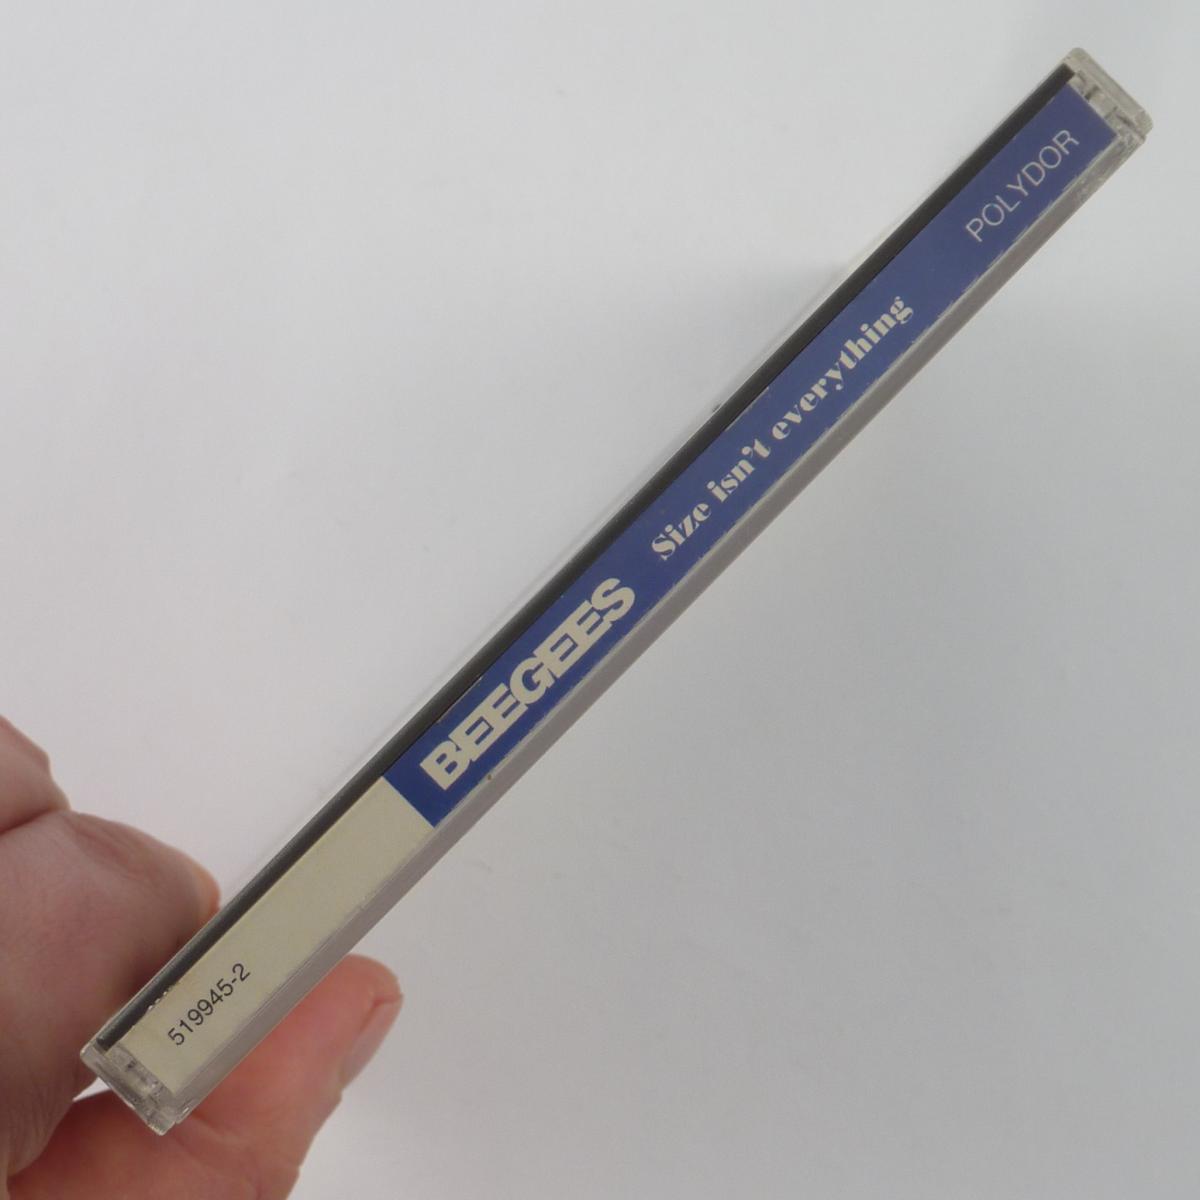 519945-2
BEEGEES
Size isn't everything
POLYDOR